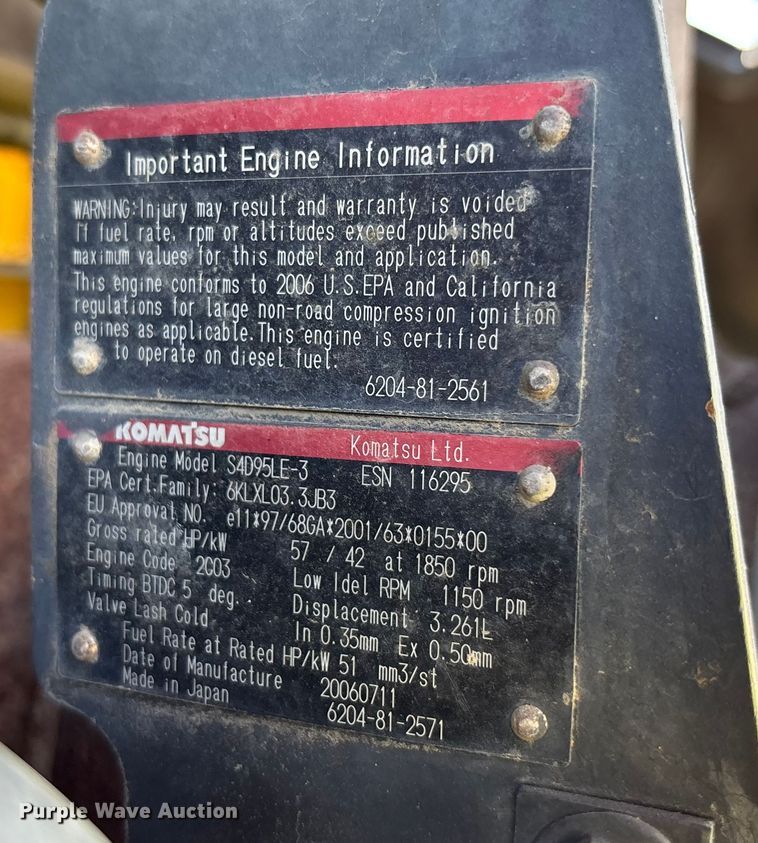 Important Engine Information
WARNING:Injury may result and warranty is voided
If fuel rate, rpm or altitudes exceed published
maximum values for this model and application.
This engine conforms to 2006 U.S.EPA and California
regulations for large non-road compression ignition
engines as applicable.This engine is certified
to operate on diesel fuel.
6204-81-2561
KOMATSU Komatsu Ltd.
Engine Model S4D95LE-3 ESN 116295
EPA Cert.Family: 6KLXL03.3JB3
EU Approval NO. e11*97/68GA*2001/63*0155*00
Gross rated HP/kW 57 / 42 at 1850 rpm
Engine Code 2G03 Low Idel RPM 1150 rpm
Timing BTDC 5 deg.. Displacement 3.261L
Valve Lash Cold In 0.35mm Ex 0.50mm
Fuel Rate at Rated HP/kW 51 mm3/st
Date of Manufacture 20060711
Made in Japan 6204-81-2571
Purple Wave Auction